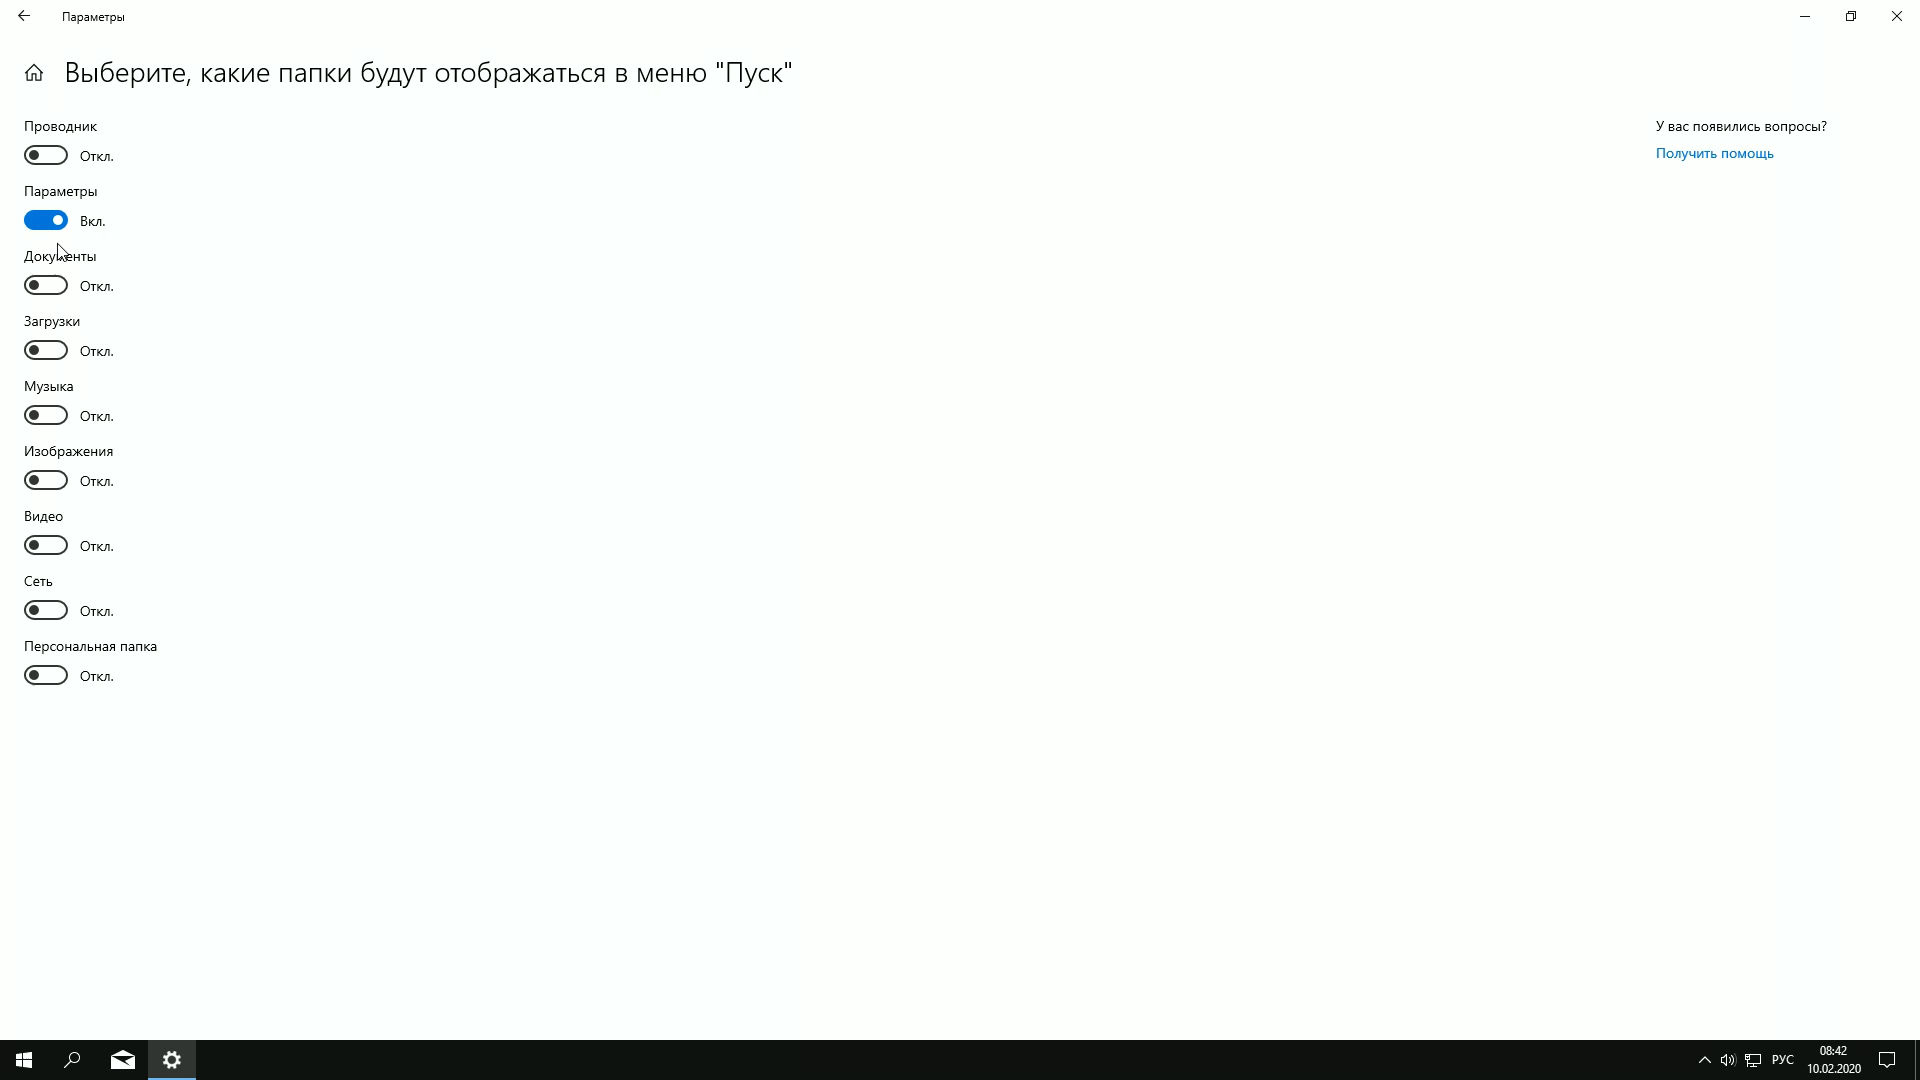 Параметры
Выберите, какие папки будут отображаться в меню "Пуск"
Проводник
Откл.
Параметры
Вкл.
Документы
Откл.
Загрузки
Откл.
Музыка
Откл.
Изображения
Откл.
Видео
Откл.
Сеть
Откл.
Персональная папка
Откл.
У вас появились вопросы?
Получить помощь
РУС
08:42
10.02.2020